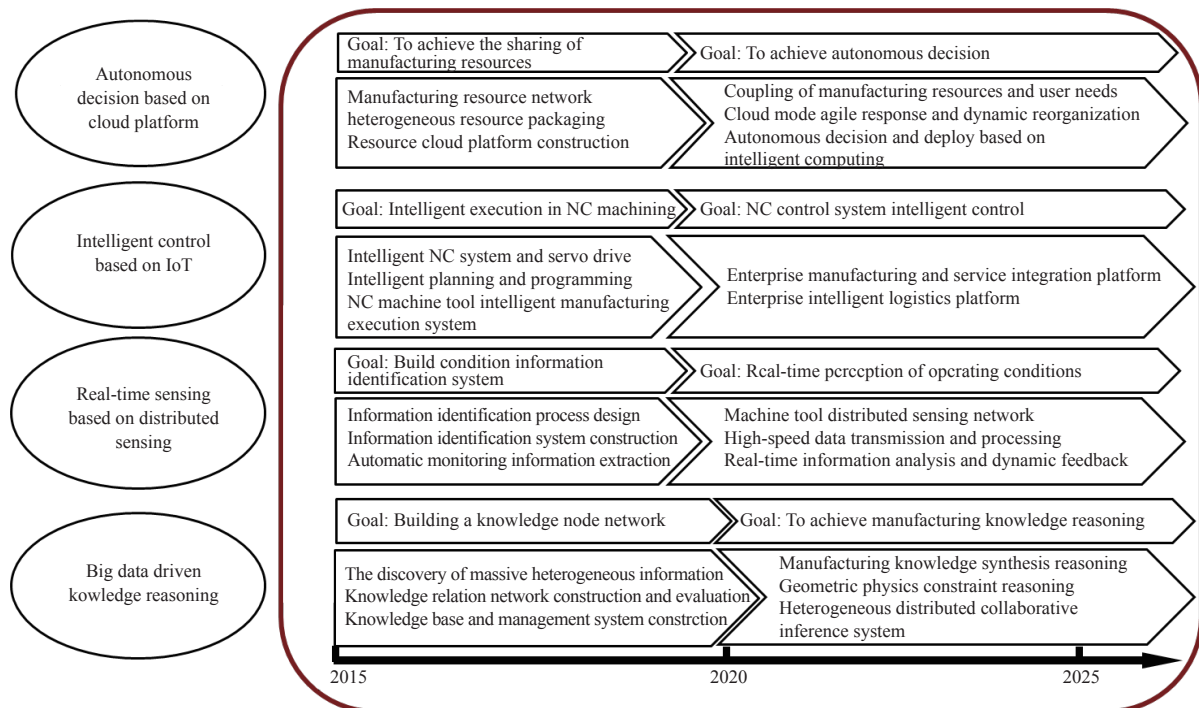 Autonomous
decision based on
cloud platform
Goal: To achieve the sharing of
manufacturing resources
Goal: To achieve autonomous decision
Manufacturing resource network
heterogeneous resource packaging
Resource cloud platform construction
Coupling of manufacturing resources and user needs
Cloud mode agile response and dynamic reorganization
Autonomous decision and deploy based on
intelligent computing
Intelligent control
based on IoT
Goal: Intelligent execution in NC machining
Goal: NC control system intelligent control
Intelligent NC system and servo drive
Intelligent planning and programming
NC machine tool intelligent manufacturing
execution system
Enterprise manufacturing and service integration platform
Enterprise intelligent logistics platform
Real-time sensing
based on distributed
sensing
Goal: Build condition information
identification system
Goal: Rcal-time pcrccption of opcrating conditions
Information identification process design
Information identification system construction
Automatic monitoring information extraction
Machine tool distributed sensing network
High-speed data transmission and processing
Real-time information analysis and dynamic feedback
Big data driven
kowledge reasoning
Goal: Building a knowledge node network
Goal: To achieve manufacturing knowledge reasoning
The discovery of massive heterogeneous information
Knowledge relation network construction and evaluation
Knowledge base and management system constrction
Manufacturing knowledge synthesis reasoning
Geometric physics constraint reasoning
Heterogeneous distributed collaborative
inference system
2015
2020
2025